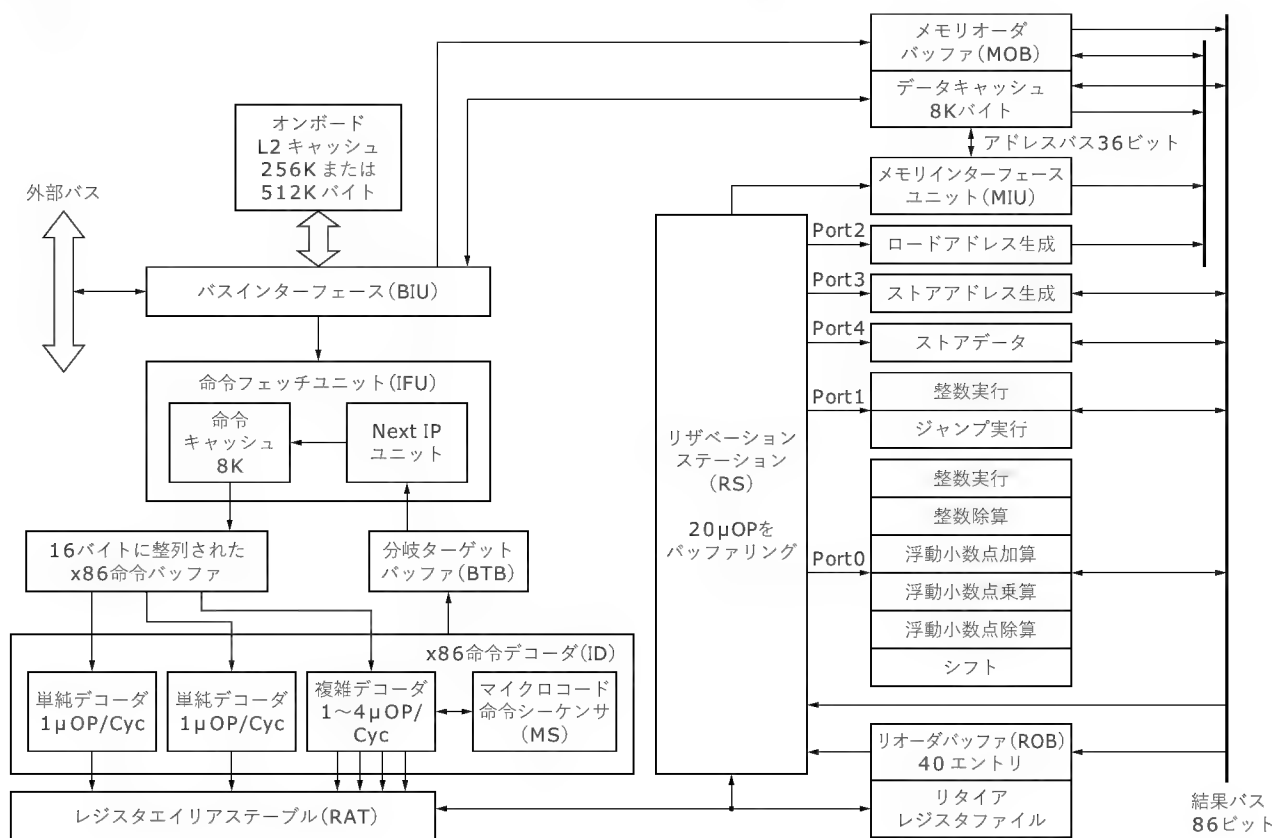 メモリオーダ
バッファ(MOB)
データキャッシュ
8Kバイト
アドレスバス36ビット
オンボード
L2 キャッシュ
256K または
512K バイト
外部バス
メモリインターフェース
ユニット(MIU)
Port2
ロードアドレス生成
バスインターフェース(BIU)
Port3
ストアアドレス生成
Port4
ストアデータ
命令フェッチユニット(IFU)
命令
キャッシュ
8K
Next IP
ユニット
Port1
整数実行
ジャンプ実行
リザベーション
ステーション
(RS)
20μOPを
バッファリング
Port0
整数実行
整数除算
浮動小数点加算
浮動小数点乗算
浮動小数点除算
シフト
16バイトに整列された
x86命令バッファ
分岐ターゲット
バッファ(BTB)
x86命令デコーダ(ID)
単純デコーダ
1μOP/Cyc
単純デコーダ
1μOP/Cyc
複雑デコーダ
1～4μOP/
Cyc
マイクロコード
命令シーケンサ
(MS)
リオーダバッファ(ROB)
40エントリ
リタイア
レジスタファイル
レジスタエイリアステーブル(RAT)
結果バス
86ビット